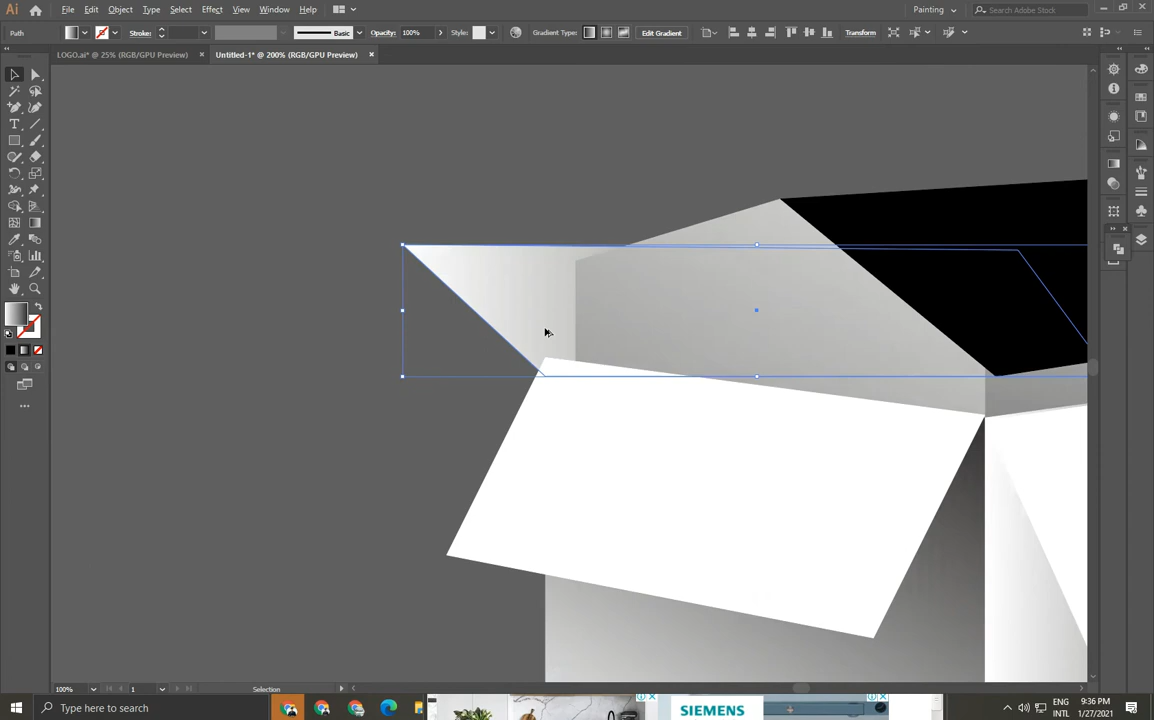 Ai File Edit Object Type Select Effect View Window Help Painting Search Adobe Stock
Path Stroke: Basic Opacity: 100% Style: Gradient Type: Edit Gradient Transform
LOGO.ai* @ 25% (RGB/GPU Preview) × Untitled-1* @ 200% (RGB/GPU Preview) ×
100% 1 Selection
Type here to search
SIEMENS
ENG
INTL
9:36 PM
1/27/2021